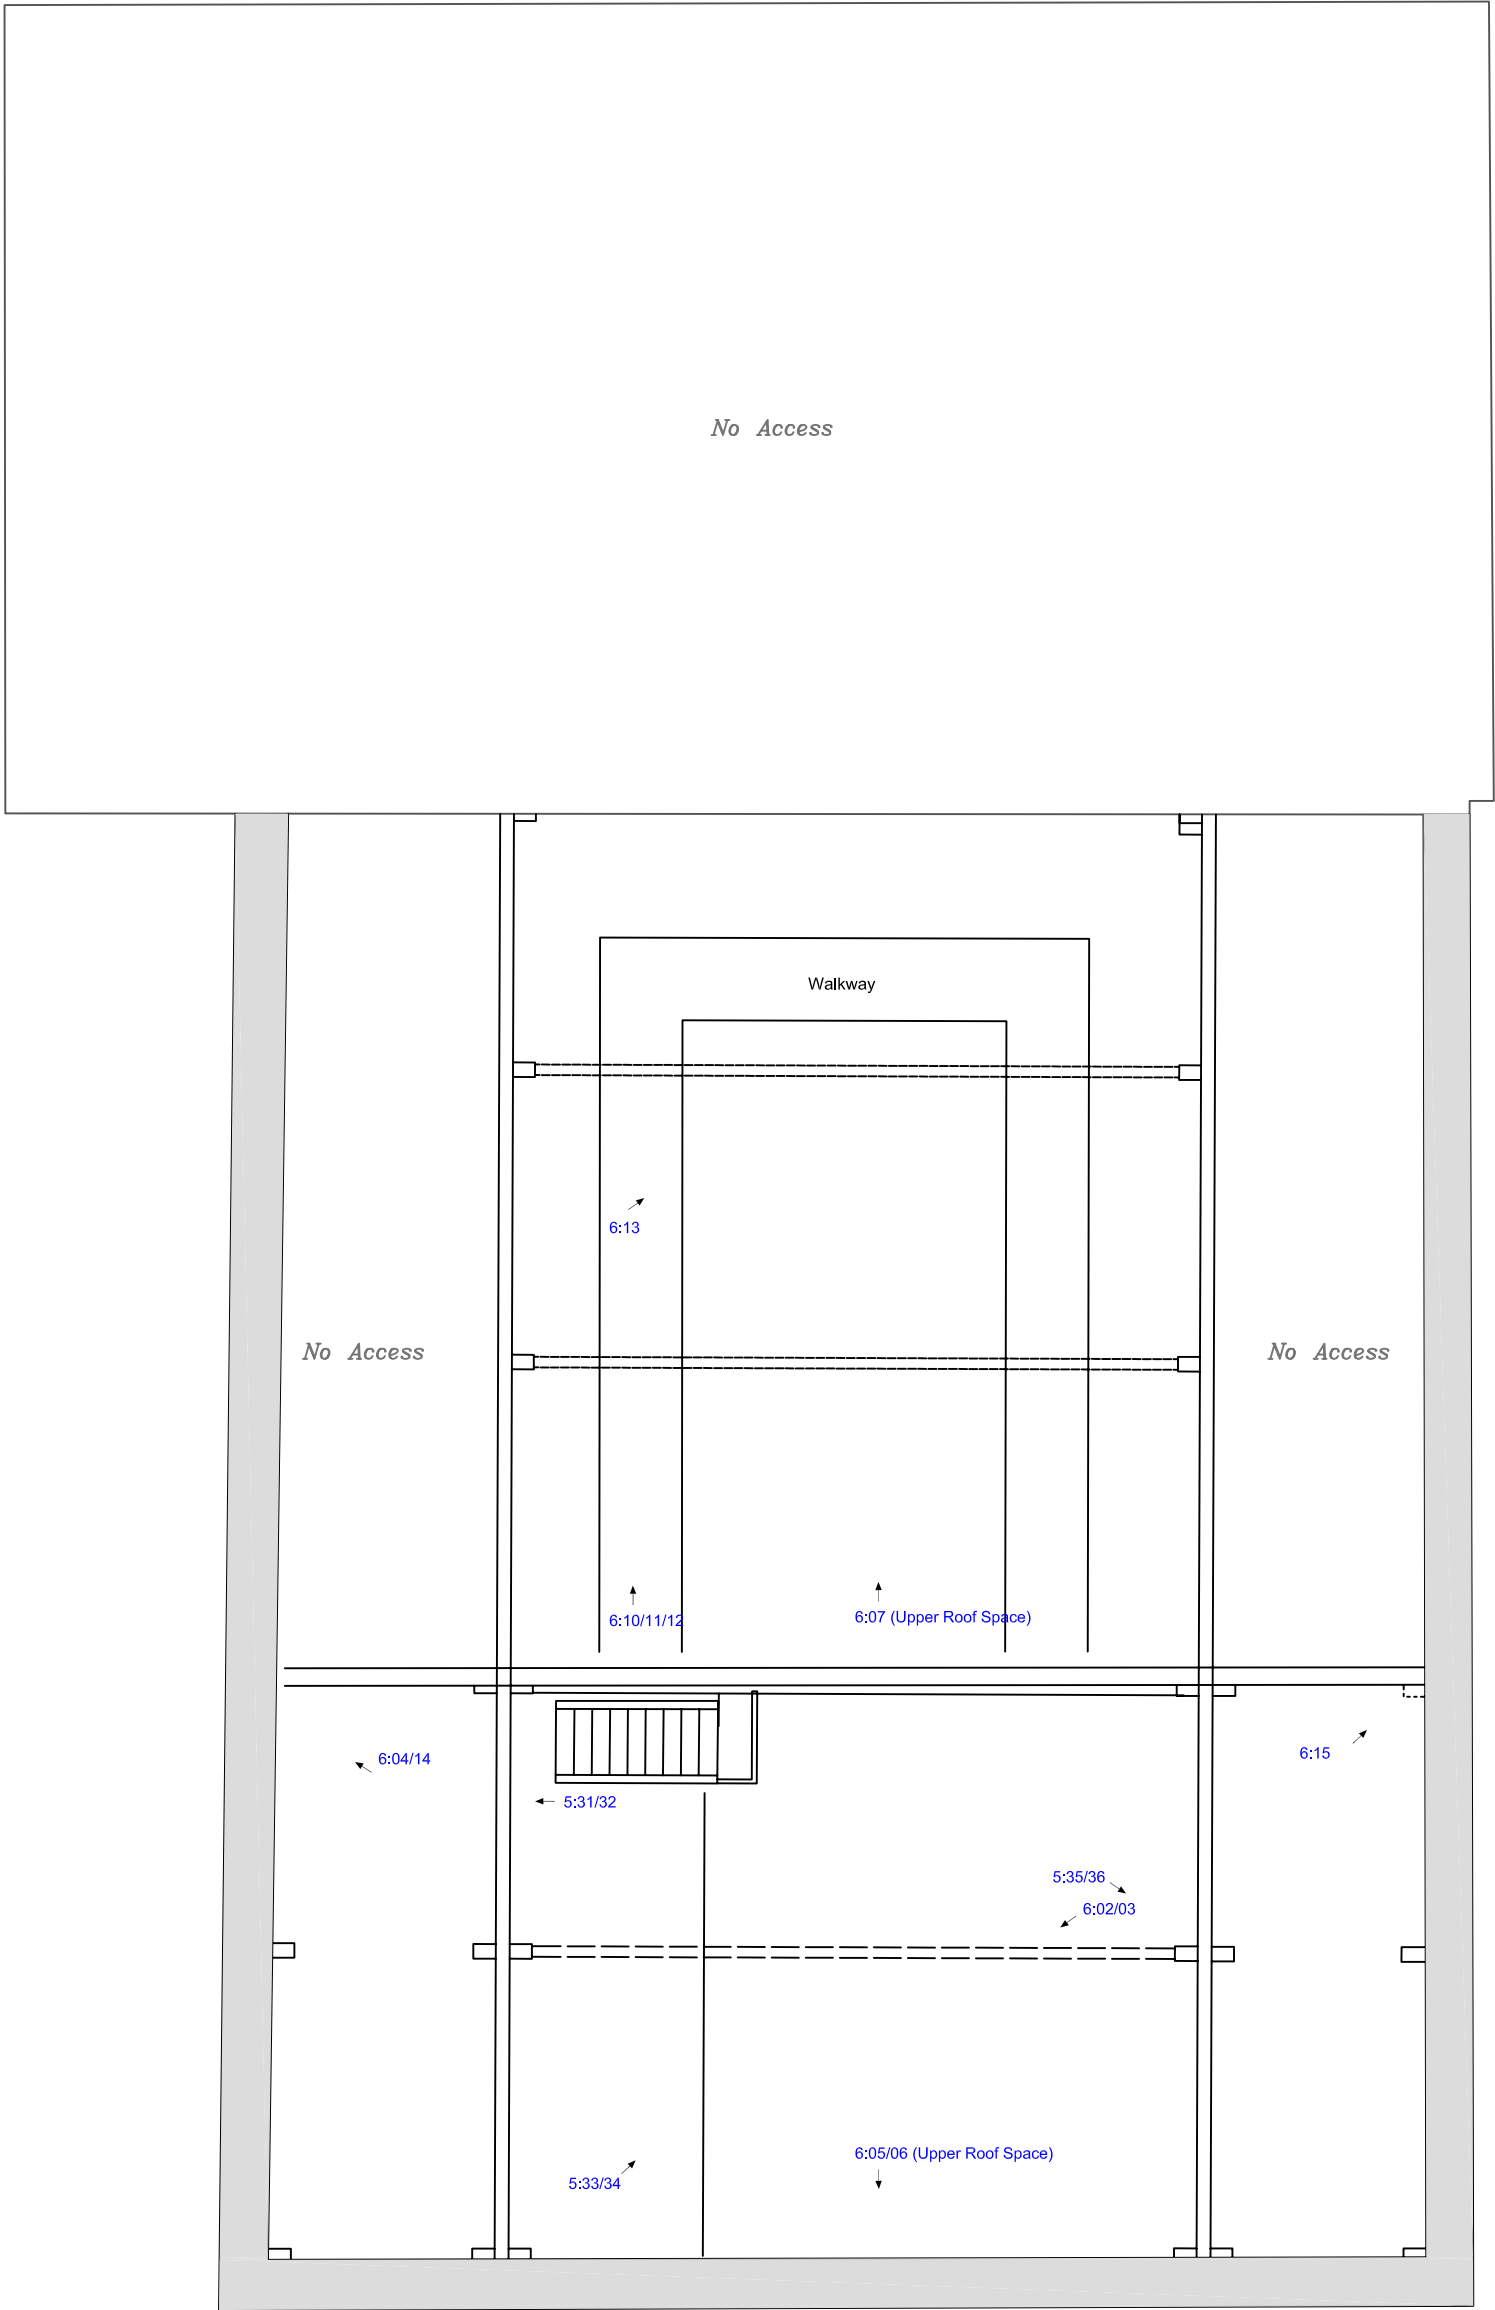 No Access
Walkway
6:13
No Access
No Access
6:10/11/12
6:07 (Upper Roof Space)
6:04/14
6:15
5:31/32
5:35/36
6:02/03
6:05/06 (Upper Roof Space)
5:33/34